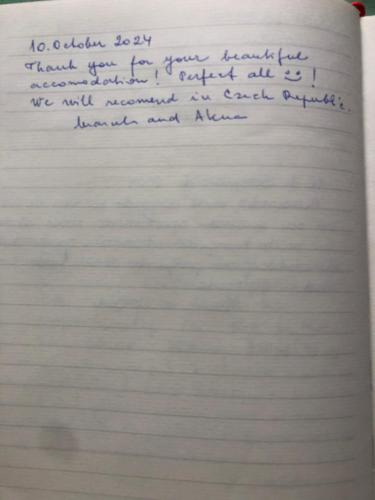 10. October 2024
Thank you for your beautiful
accomodation! Perfect all 😊!
We will recomend in Czech Republic.
and